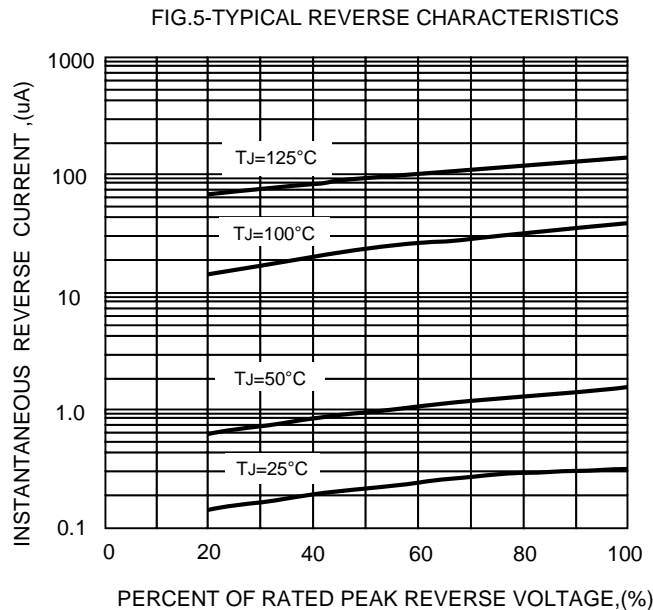 FIG.5-TYPICAL REVERSE CHARACTERISTICS
INSTANTANEOUS REVERSE CURRENT ,(uA)
1000
100
10
1.0
0.1
TJ=125°C
TJ=100°C
TJ=50°C
TJ=25°C
0 20 40 60 80 100
PERCENT OF RATED PEAK REVERSE VOLTAGE,(%)